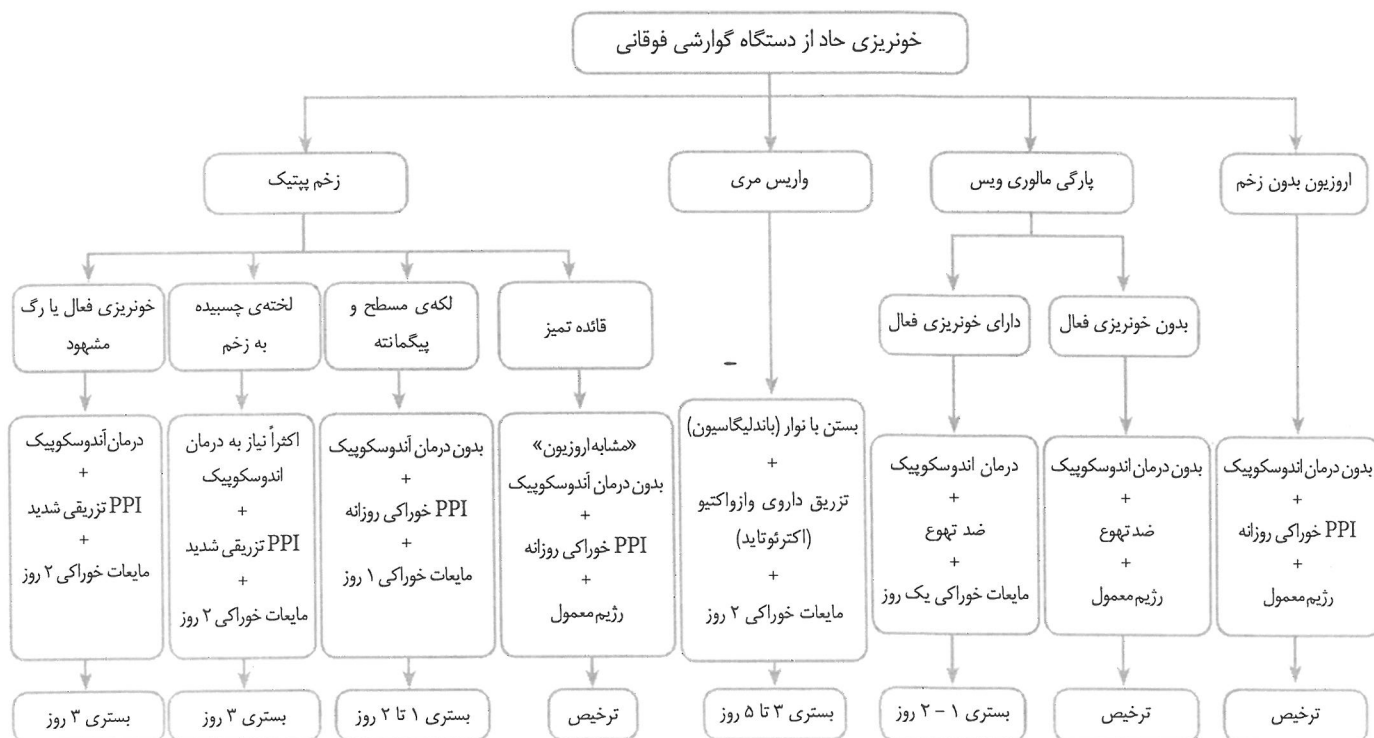 خونریزی حاد از دستگاه گوارشی فوقانی
اروزیون بدون زخم
پارگی مالوری ویس
واریس مری
زخم پپتیک
بدون خونریزی فعال
دارای خونریزی فعال
قائده تمیز
لکه‌ی مسطح و
پیگمانته
لخته‌ی چسبیده
به زخم
خونریزی فعال یا رگ
مشهود
بدون درمان اندوسکوپیک
+
PPI خوراکی روزانه
+
رژیم معمول
بدون درمان اندوسکوپیک
+
ضد تهوع
+
رژیم معمول
درمان اندوسکوپیک
+
ضد تهوع
+
مایعات خوراکی یک روز
بستن با نوار (باندلیگاسیون)
+
تزریق داروی وازواکتیو
(اکترئوتاید)
+
مایعات خوراکی ۲ روز
«مشابه اروزیون»
بدون درمان آندوسکوپیک
+
PPI خوراکی روزانه
+
رژیم معمول
بدون درمان آندوسکوپیک
+
PPI خوراکی روزانه
+
مایعات خوراکی ۱ روز
اکثراً نیاز به درمان
اندوسکوپیک
+
PPI تزریقی شدید
+
مایعات خوراکی ۲ روز
درمان آندوسکوپیک
+
PPI تزریقی شدید
+
مایعات خوراکی ۲ روز
ترخیص
ترخیص
بستری ۱ – ۲ روز
بستری ۳ تا ۵ روز
ترخیص
بستری ۱ تا ۲ روز
بستری ۳ روز
بستری ۳ روز